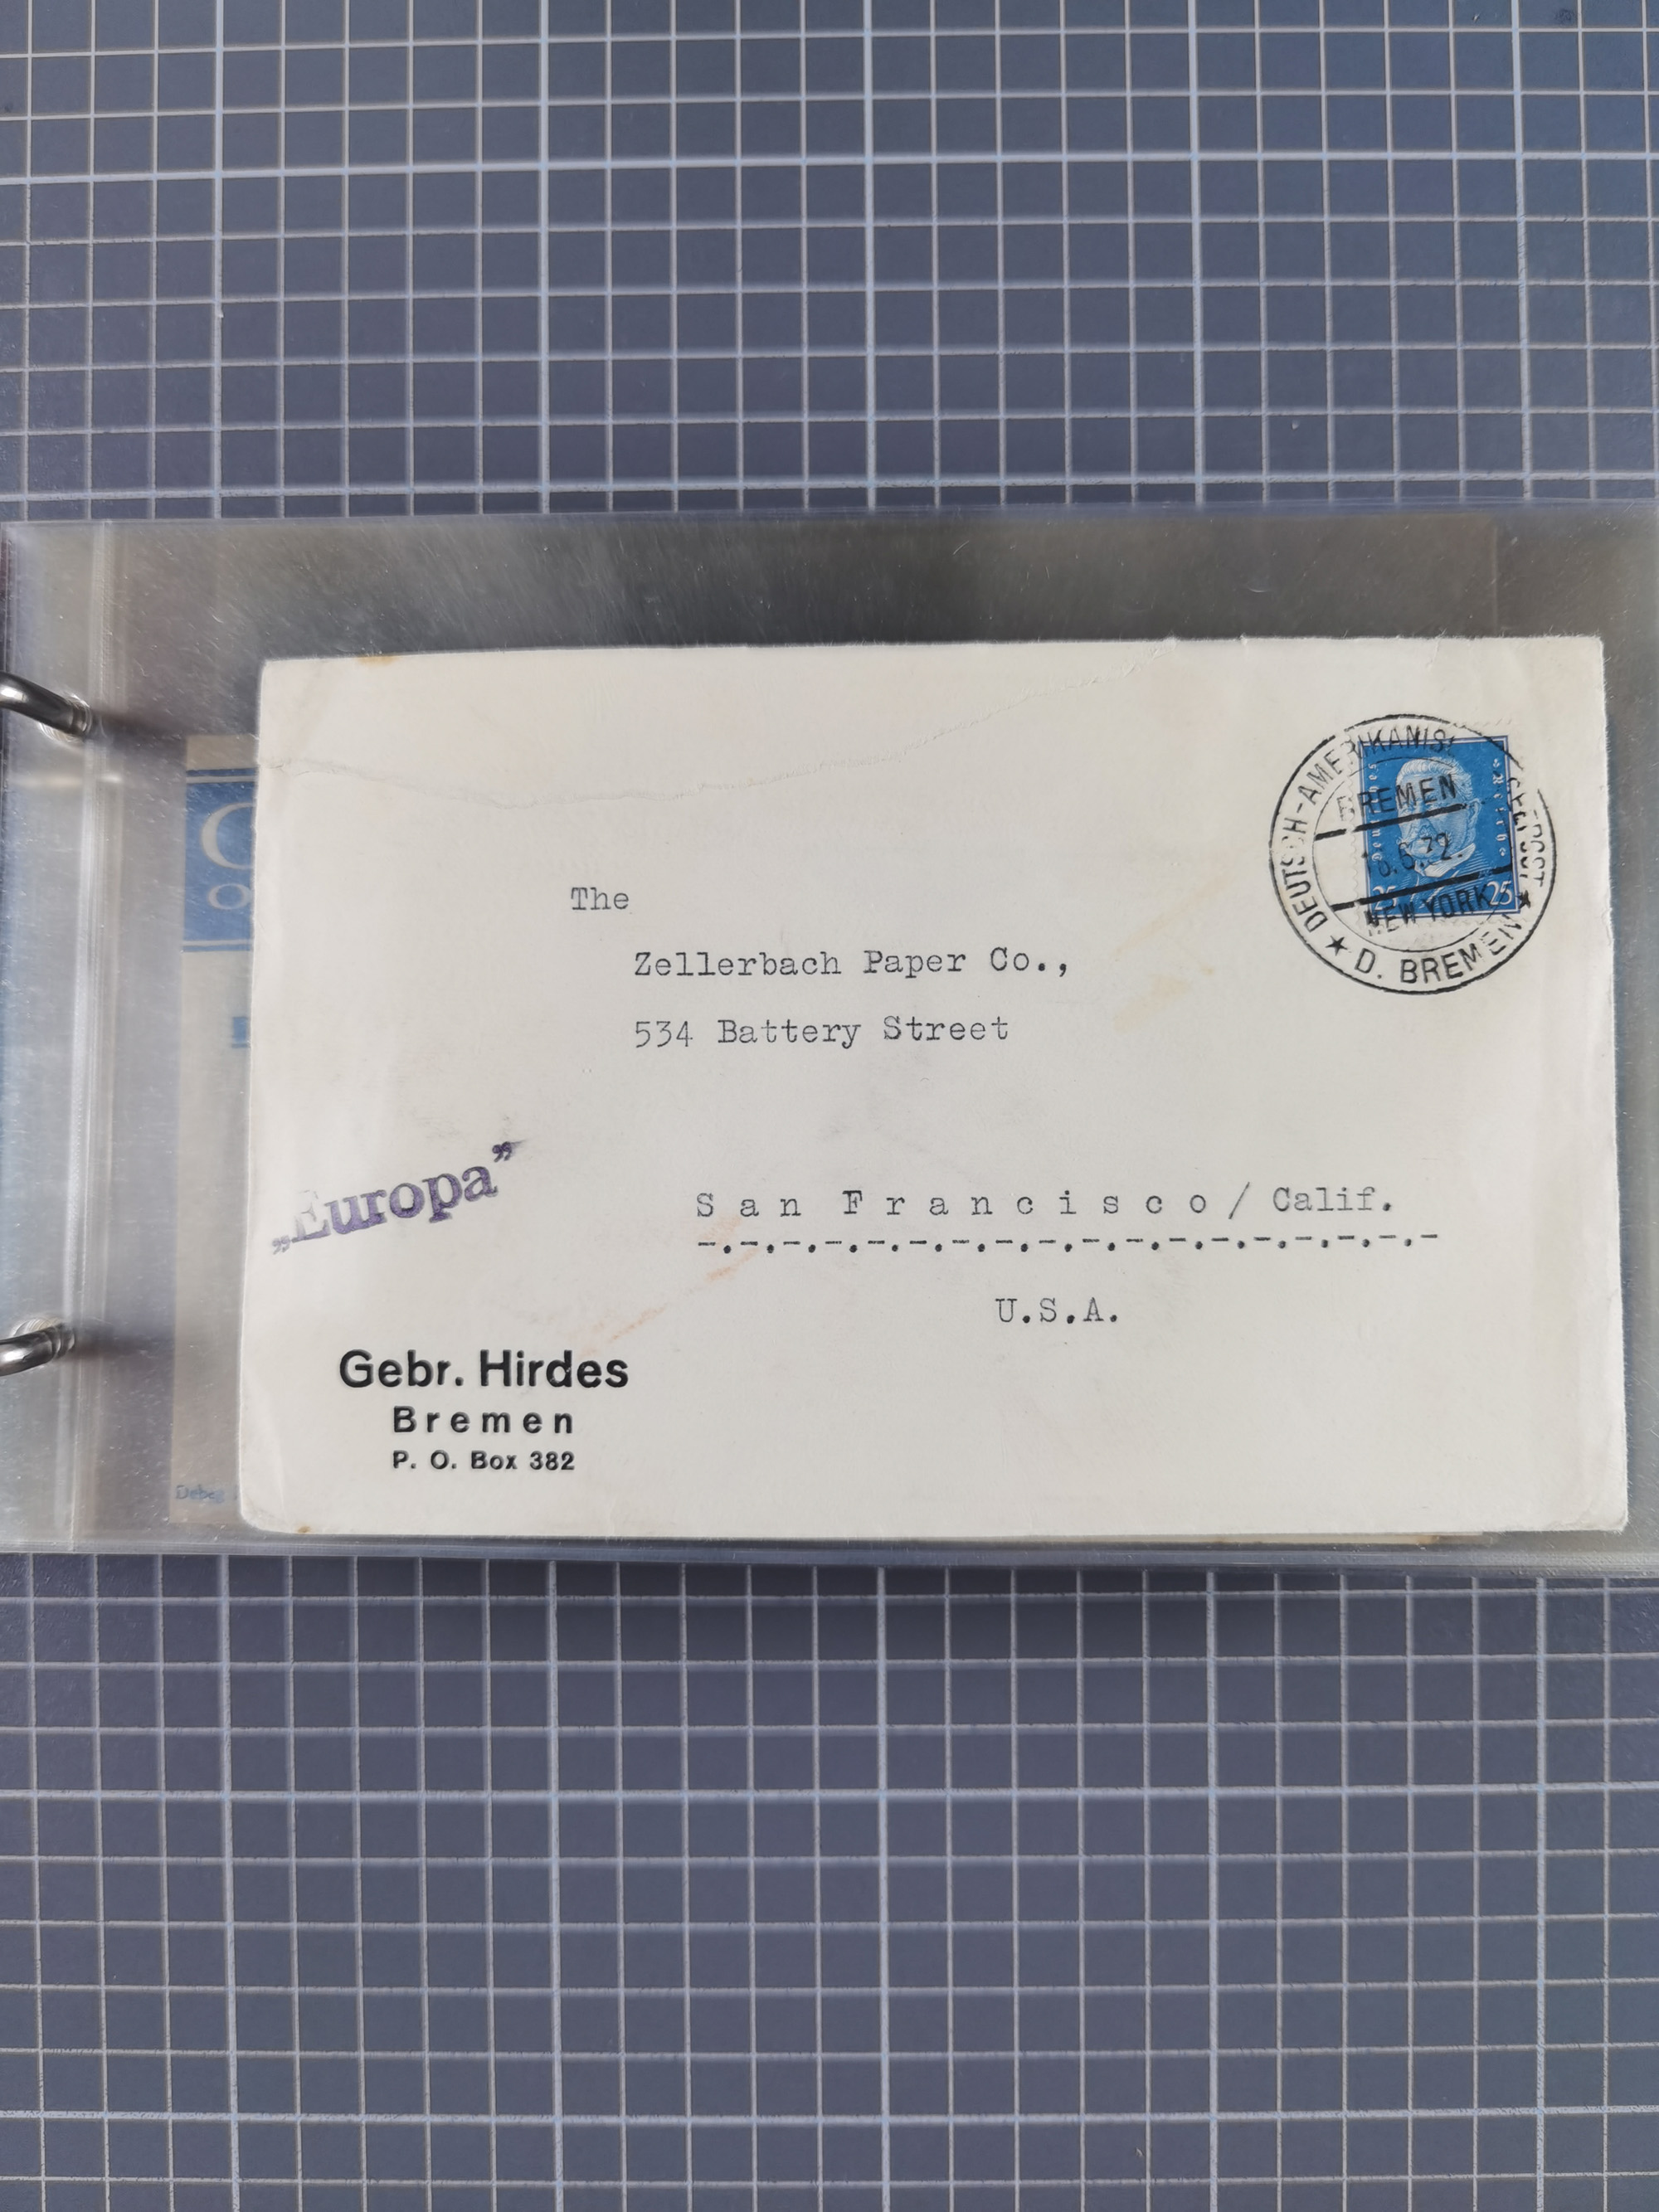 The
Zellerbach Paper Co.,
534 Battery Street
San Francisco/ Calif.
-.-.-.-.-.-.-.-.-.-.-.-.-.-.-.-.-.-
U.S.A.
„Europa”
Gebr. Hirdes
Bremen
P. O. Box 382
DEUTSCH-AMERIKANISCHE SEEPOST
BREMEN
NEW YORK
★ D. BREMEN ★
25 25